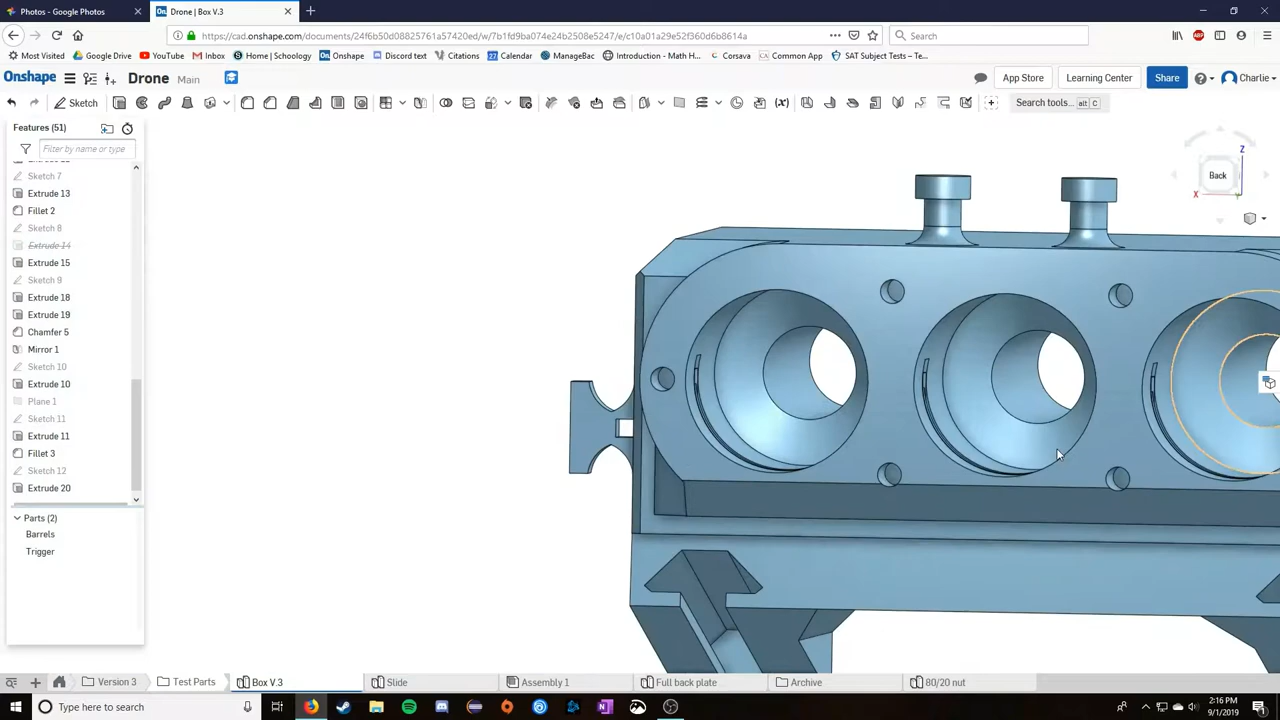 Photos - Google Photos
Drone | Box V.3
https://cad.onshape.com/documents/24f6b50d08825761a57420ed/w/7b1fd9ba074e24b2508e5247/e/c10a01a29e52f360d6b8614a
Search
Most Visited
Google Drive
YouTube
Inbox
Home | Schoology
Onshape
Discord text
Citations
Calendar
ManageBac
Introduction - Math H...
Corsava
Common App
SAT Subject Tests – Te...
Onshape
Drone
Main
App Store
Learning Center
Share
Charlie
Sketch
Search tools...
alt C
Features (51)
Filter by name or type
Sketch 7
Extrude 13
Fillet 2
Sketch 8
Extrude 14
Extrude 15
Sketch 9
Extrude 18
Extrude 19
Chamfer 5
Mirror 1
Sketch 10
Extrude 10
Plane 1
Sketch 11
Extrude 11
Fillet 3
Sketch 12
Extrude 20
Parts (2)
Barrels
Trigger
Z
Back
X
Version 3
Test Parts
Box V.3
Slide
Assembly 1
Full back plate
Archive
80/20 nut
Type here to search
2:16 PM
9/1/2019